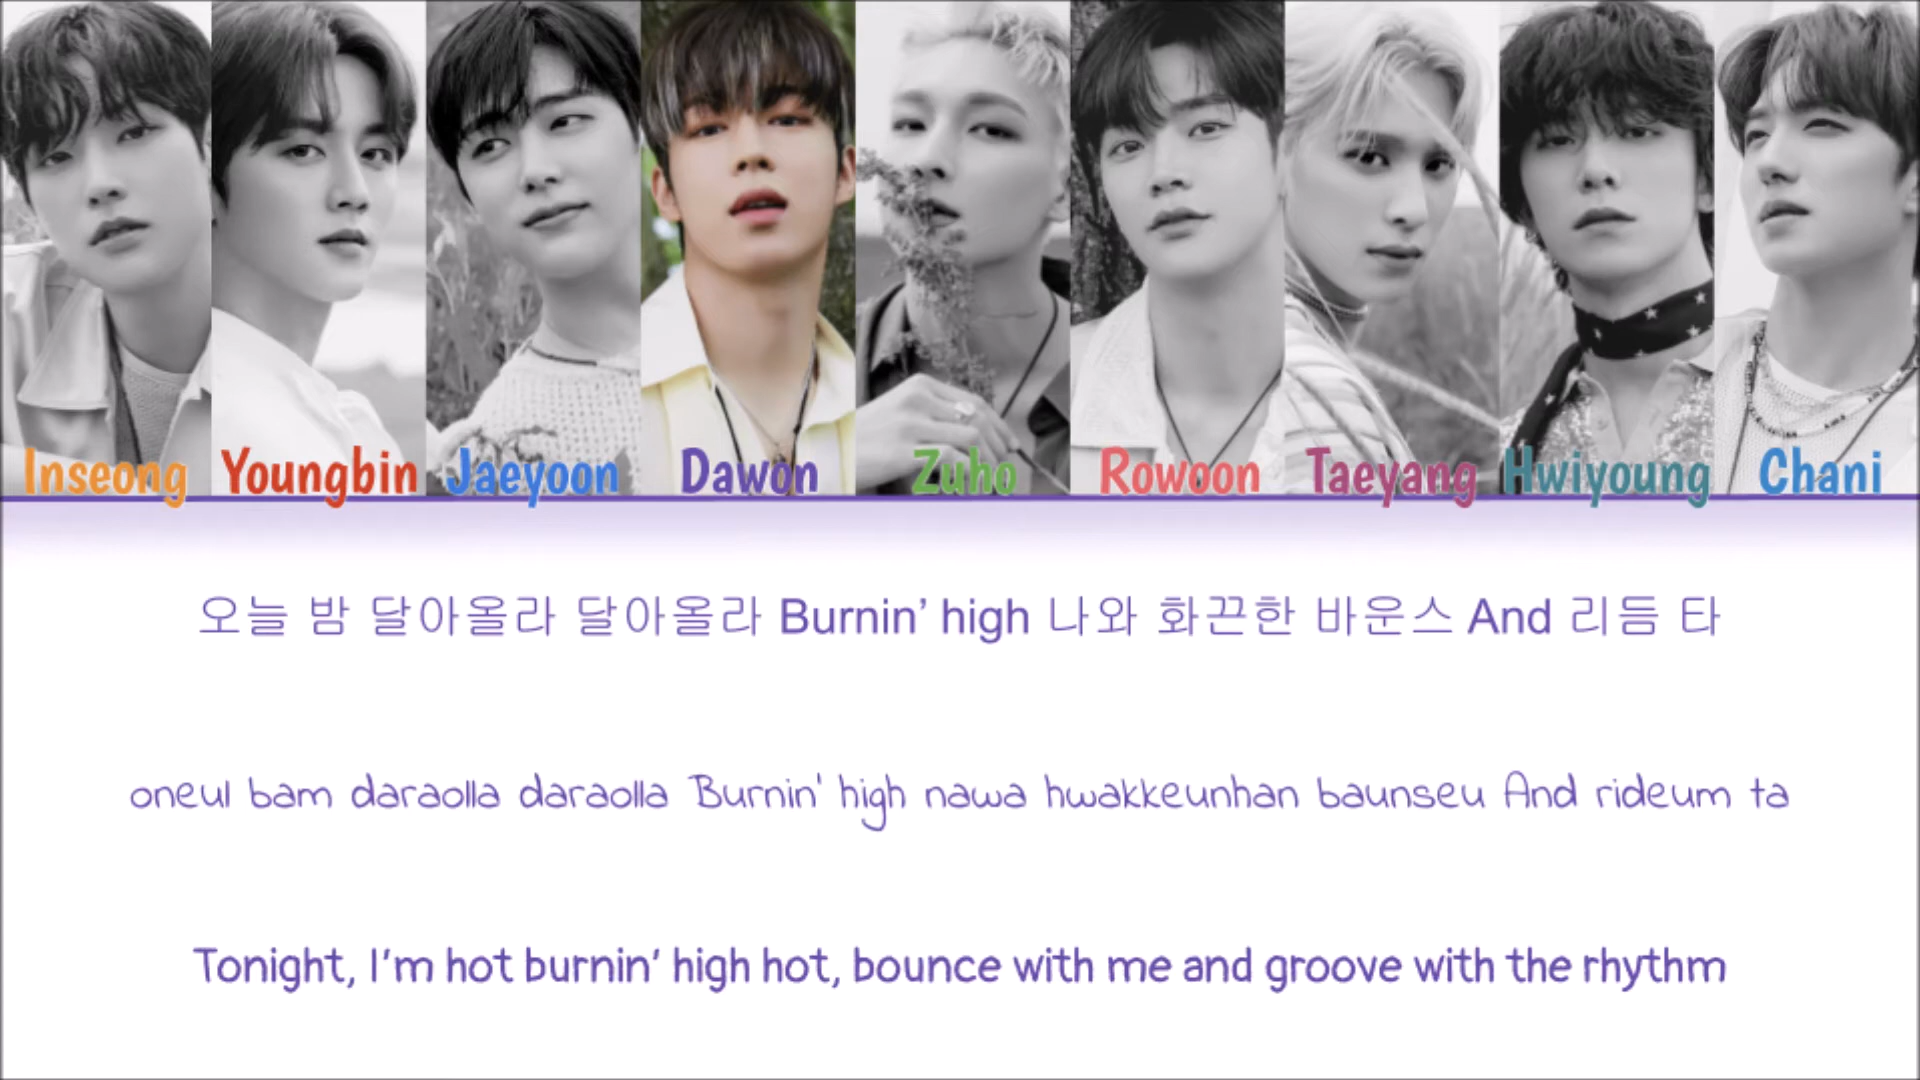 Inseong Youngbin Jaeyoon Dawon Zuho Rowoon Taeyang Hwiyoung Chani
오늘 밤 달아올라 달아올라 Burnin’ high 나와 화끈한 바운스 And 리듬 타
oneul bam daraolla daraolla Burnin' high nawa hwakkeunhan baunseu And rideum ta
Tonight, I’m hot burnin’ high hot, bounce with me and groove with the rhythm